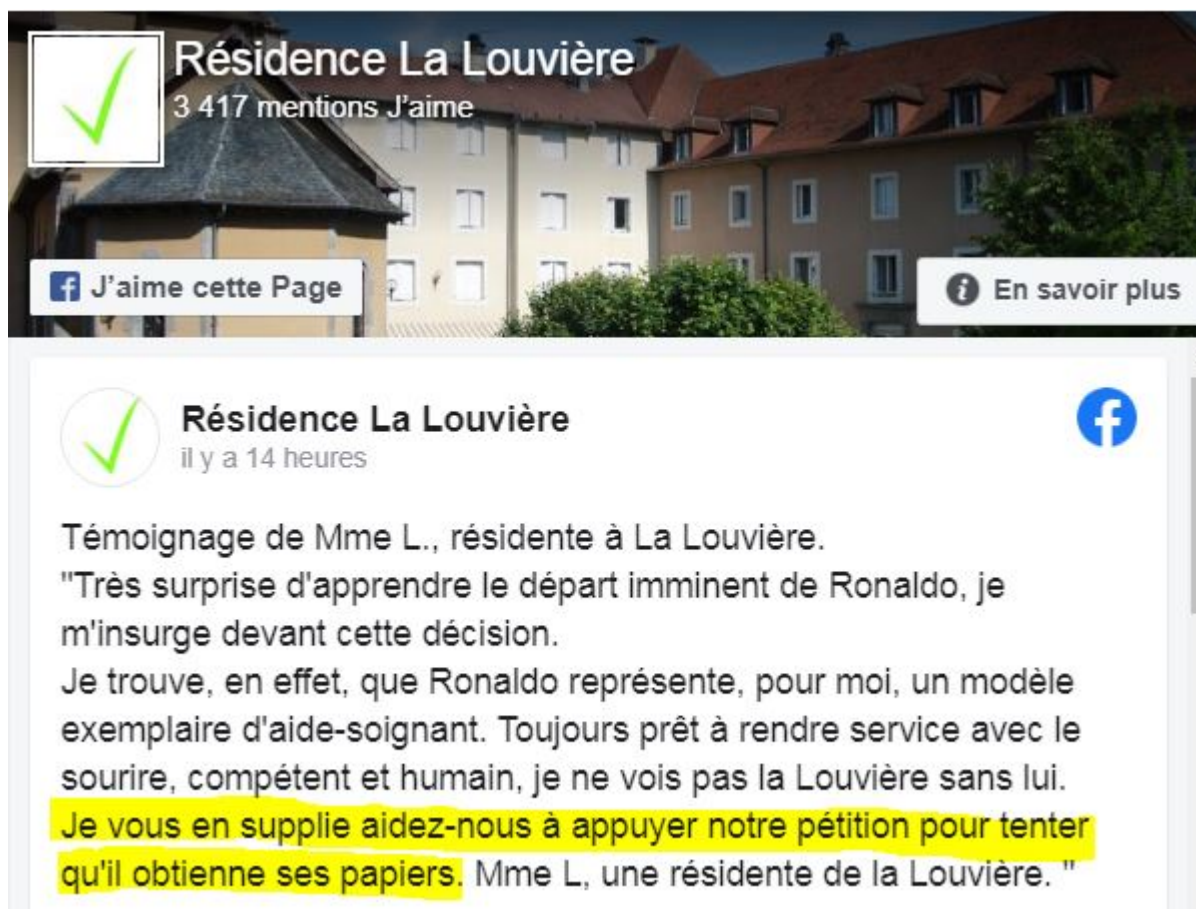 Résidence La Louvière
3 417 mentions J'aime
J'aime cette Page
En savoir plus
Résidence La Louvière
il y a 14 heures
Témoignage de Mme L., résidente à La Louvière.
"Très surprise d'apprendre le départ imminent de Ronaldo, je
m'insurge devant cette décision.
Je trouve, en effet, que Ronaldo représente, pour moi, un modèle
exemplaire d'aide-soignant. Toujours prêt à rendre service avec le
sourire, compétent et humain, je ne vois pas la Louvière sans lui.
Je vous en supplie aidez-nous à appuyer notre pétition pour tenter
qu'il obtienne ses papiers. Mme L, une résidente de la Louvière. "